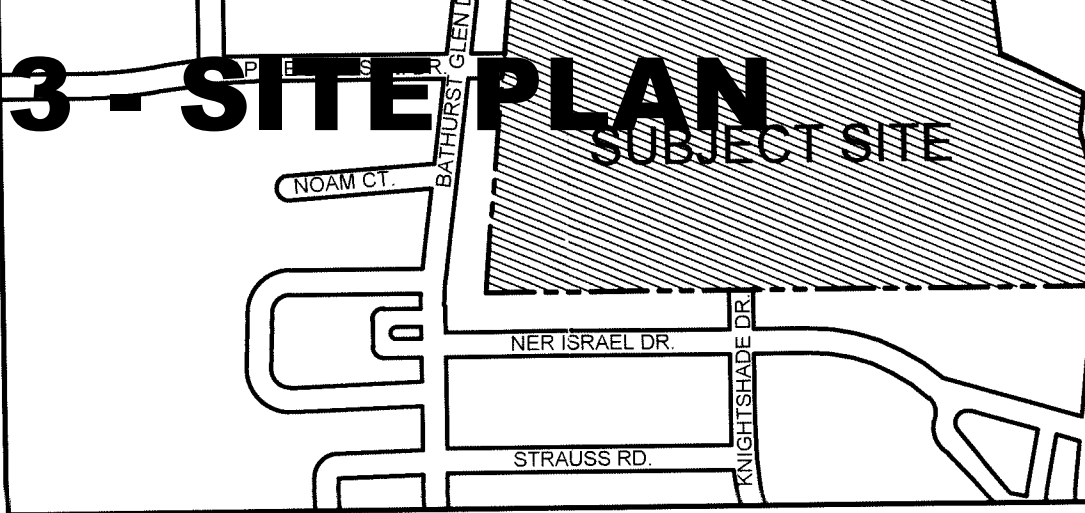 3 - SITE PLAN
SUBJECT SITE
BATHURST GLEN
NOAM CT.
NER ISRAEL DR.
KNIGHTSHADE DR.
STRAUSS RD.